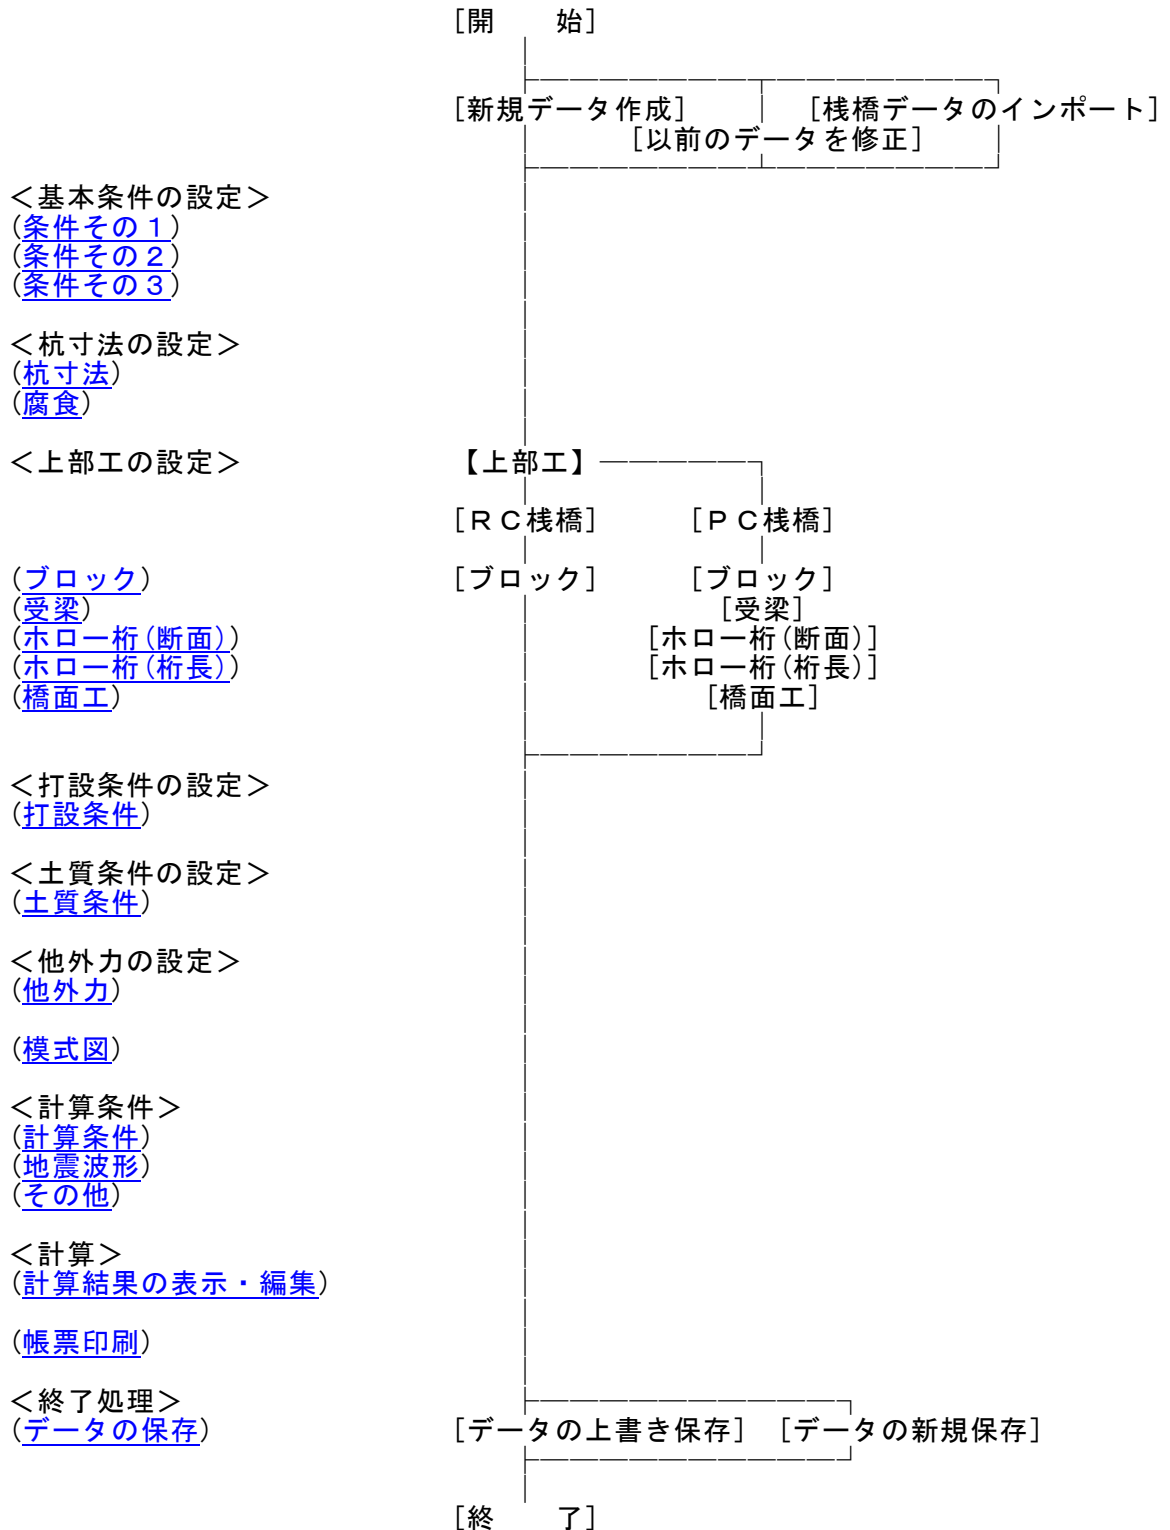 ［開　　始］
［新規データ作成］　［桟橋データのインポート］
［以前のデータを修正］
＜基本条件の設定＞
(条件その１)
(条件その２)
(条件その３)
＜杭寸法の設定＞
(杭寸法)
(腐食)
＜上部工の設定＞　【上部工】
［ＲＣ桟橋］　［ＰＣ桟橋］
(ブロック)　［ブロック］　［ブロック］
(受梁)　［受梁］
(ホロー桁(断面))　［ホロー桁(断面)］
(ホロー桁(桁長))　［ホロー桁(桁長)］
(橋面工)　［橋面工］
＜打設条件の設定＞
(打設条件)
＜土質条件の設定＞
(土質条件)
＜他外力の設定＞
(他外力)
(模式図)
＜計算条件＞
(計算条件)
(地震波形)
(その他)
＜計算＞
(計算結果の表示・編集)
(帳票印刷)
＜終了処理＞
(データの保存)　［データの上書き保存］　［データの新規保存］
［終　　了］